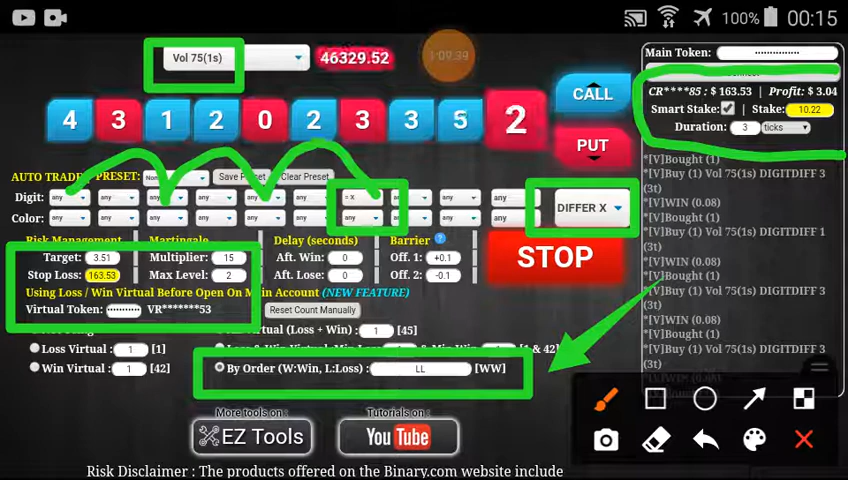 100% 00:15
Vol 75(1s) 46329.52 1:09:39 Main Token:
CALL CR****85 : $ 163.53 | Profit: $ 3.04
4 3 1 2 0 2 3 3 5 2 Smart Stake: | Stake: 10.22
PUT Duration: 3 ticks
AUTO TRADE PRESET: Save Preset Clear Preset
*[V]Bought (1)
Digit: any any any any any any = X any any any DIFFER X
*[V]Buy (1) Vol 75(1s) DIGITDIFF 3
(3t)
Color: any any any any any any any any any any
*[V]WIN (0.08)
*[V]Bought (1)
Risk Management Martingale Delay (seconds) Barrier ?
STOP
*[V]Buy (1) Vol 75(1s) DIGITDIFF 1
(3t)
Target: 3.51 Multiplier: 15 Aft. Win: 0 Off. 1: +0.1
*[V]WIN (0.08)
Stop Loss: 163.53 Max Level: 2 Aft. Loss: 0 Off. 2: -0.1
*[V]Bought (1)
*[V]Buy (1) Vol 75(1s) DIGITDIFF 3
(3t)
Using Loss / Win Virtual Before Open On Main Account (NEW FEATURE)
Virtual Token: VR*******53 Reset Count Manually
*[V]WIN (0.08)
*[V]Bought (1)
*[V]Buy (1) Vol 75(1s) DIGITDIFF 3
(3t)
Virtual (Loss + Win) : 1 [45]
Loss Virtual : 1 [1] [1 & 42]
Win Virtual : 1 [42] By Order (W:Win, L:Loss) : LL [WW]
*[V]WIN (0.08)
More tools on : Tutorials on :
EZ Tools YouTube
Risk Disclaimer : The products offered on the Binary.com website include